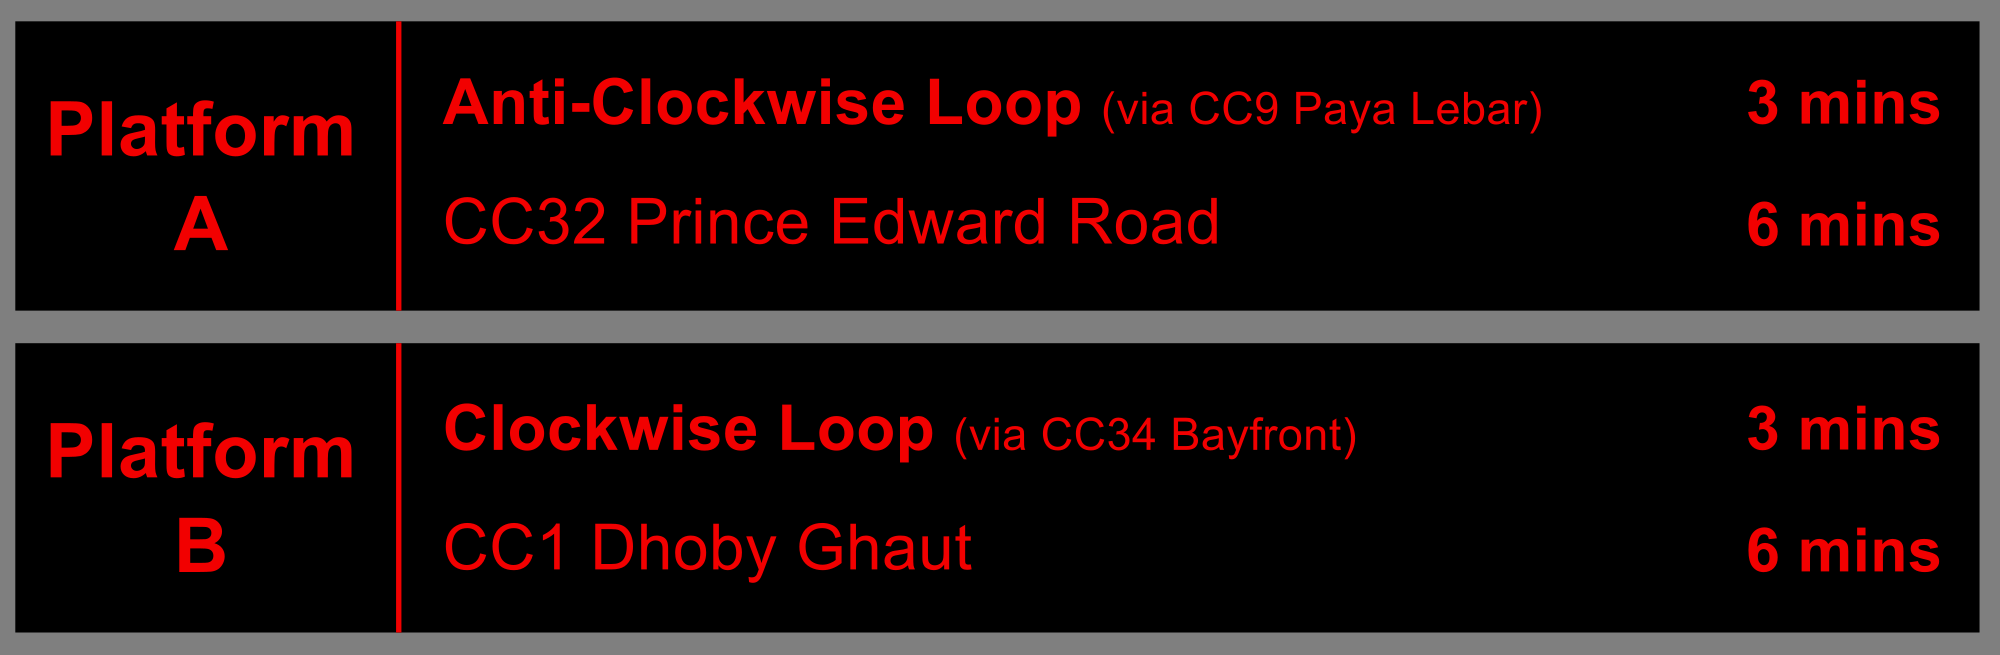 Platform
A
Anti-Clockwise Loop (via CC9 Paya Lebar) 3 mins
CC32 Prince Edward Road 6 mins
Platform
B
Clockwise Loop (via CC34 Bayfront) 3 mins
CC1 Dhoby Ghaut 6 mins